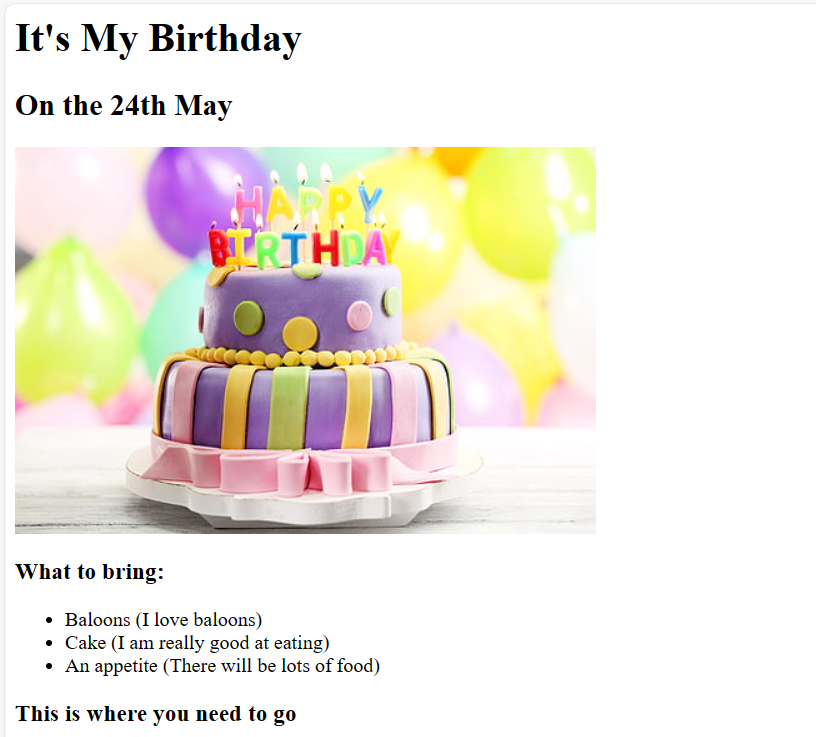 It's My Birthday
On the 24th May
HAPPY
BIRTHDAY
What to bring:
Baloons (I love baloons)
Cake (I am really good at eating)
An appetite (There will be lots of food)
This is where you need to go